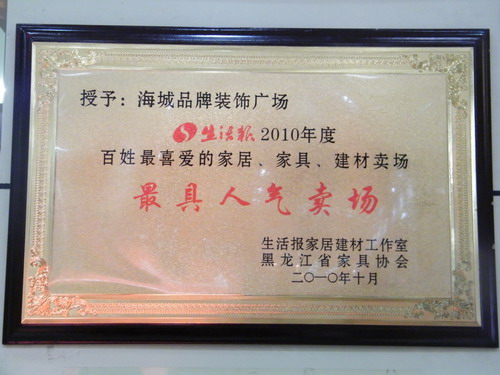 授予：海城品牌装饰广场
生活报 2010年度
百姓最喜爱的家居、家具、建材卖场
最具人气卖场
生活报家居建材工作室
黑龙江省家具协会
二〇一〇年十月